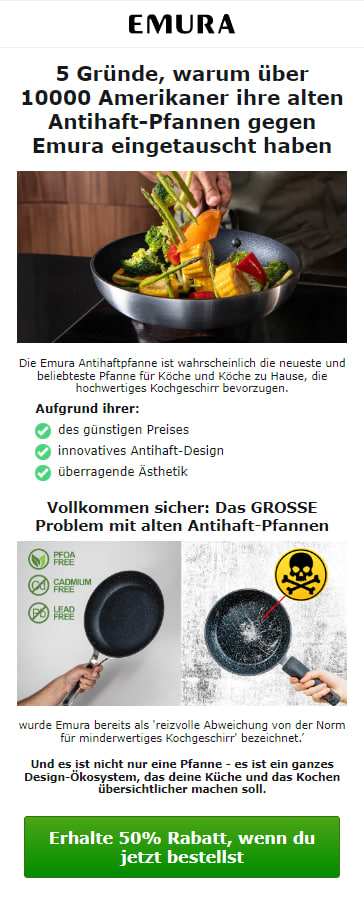 EMURA
5 Gründe, warum über
10000 Amerikaner ihre alten
Antihaft-Pfannen gegen
Emura eingetauscht haben
Die Emura Antihaftpfanne ist wahrscheinlich die neueste und
beliebteste Pfanne für Köche und Köche zu Hause, die
hochwertiges Kochgeschirr bevorzugen.
Aufgrund ihrer:
des günstigen Preises
innovatives Antihaft-Design
überragende Ästhetik
Vollkommen sicher: Das GROSSE
Problem mit alten Antihaft-Pfannen
PFOA
FREE
Cd
CADMIUM
FREE
Pb
LEAD
FREE
wurde Emura bereits als 'reizvolle Abweichung von der Norm
für minderwertiges Kochgeschirr' bezeichnet.’
Und es ist nicht nur eine Pfanne - es ist ein ganzes
Design-Ökosystem, das deine Küche und das Kochen
übersichtlicher machen soll.
Erhalte 50% Rabatt, wenn du
jetzt bestellst